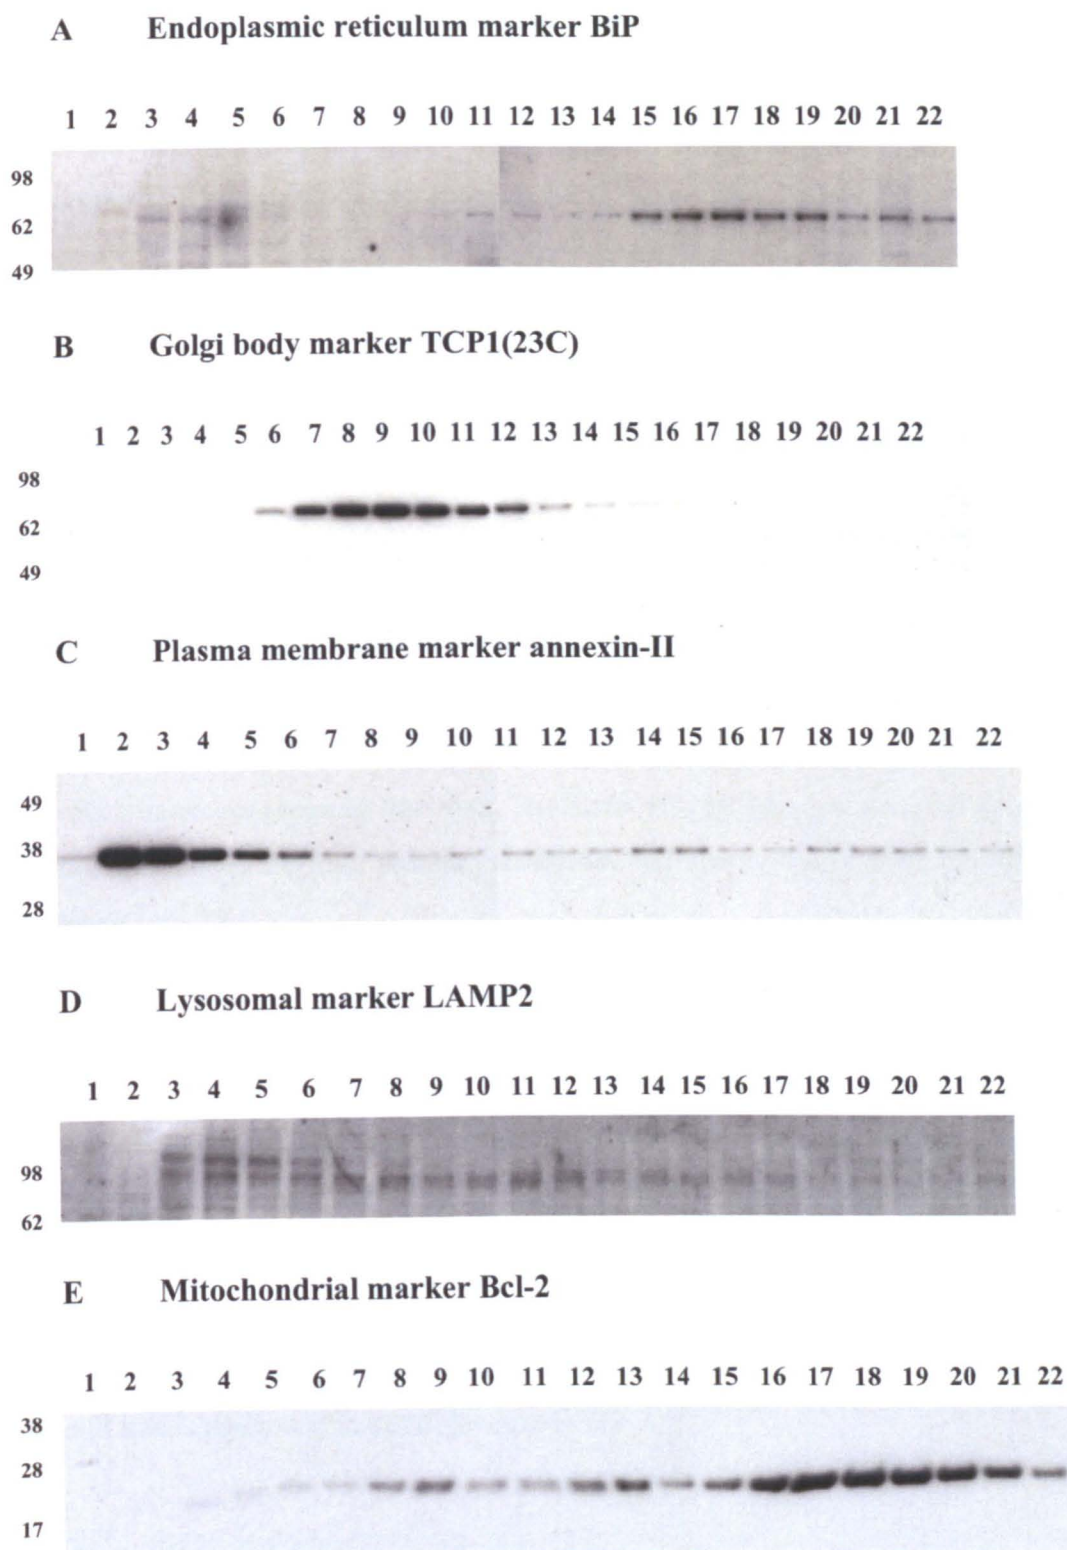 A Endoplasmic reticulum marker BiP
1 2 3 4 5 6 7 8 9 10 11 12 13 14 15 16 17 18 19 20 21 22
98
62
49
B Golgi body marker TCP1(23C)
1 2 3 4 5 6 7 8 9 10 11 12 13 14 15 16 17 18 19 20 21 22
98
62
49
C Plasma membrane marker annexin-II
1 2 3 4 5 6 7 8 9 10 11 12 13 14 15 16 17 18 19 20 21 22
49
38
28
D Lysosomal marker LAMP2
1 2 3 4 5 6 7 8 9 10 11 12 13 14 15 16 17 18 19 20 21 22
98
62
E Mitochondrial marker Bcl-2
1 2 3 4 5 6 7 8 9 10 11 12 13 14 15 16 17 18 19 20 21 22
38
28
17